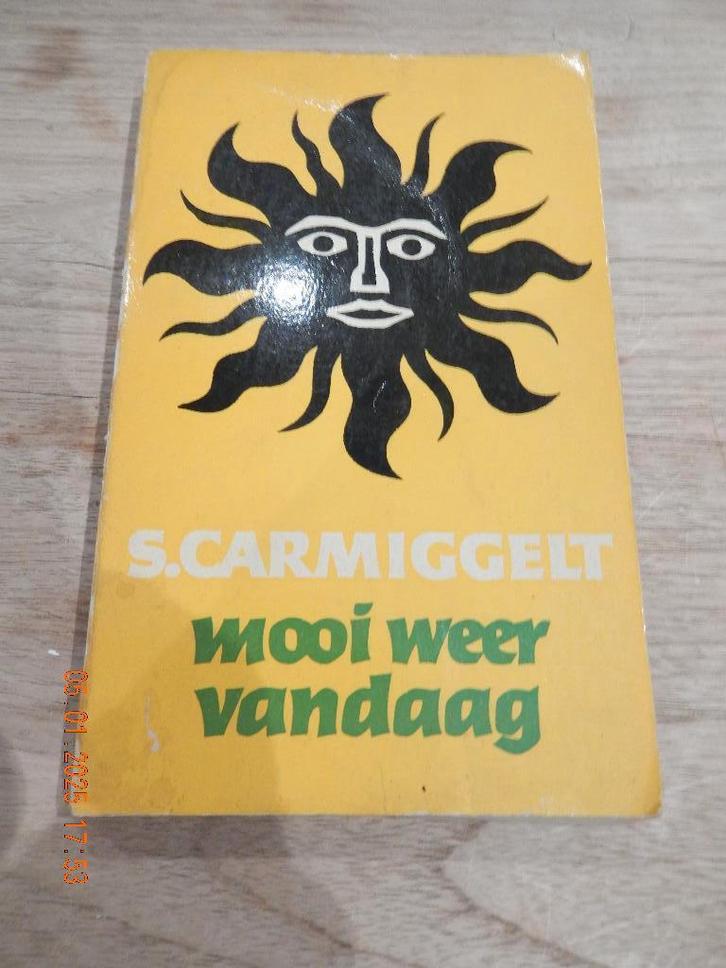 S.CARMIGGELT
mooi weer
vandaag
05.01.2025 17:53